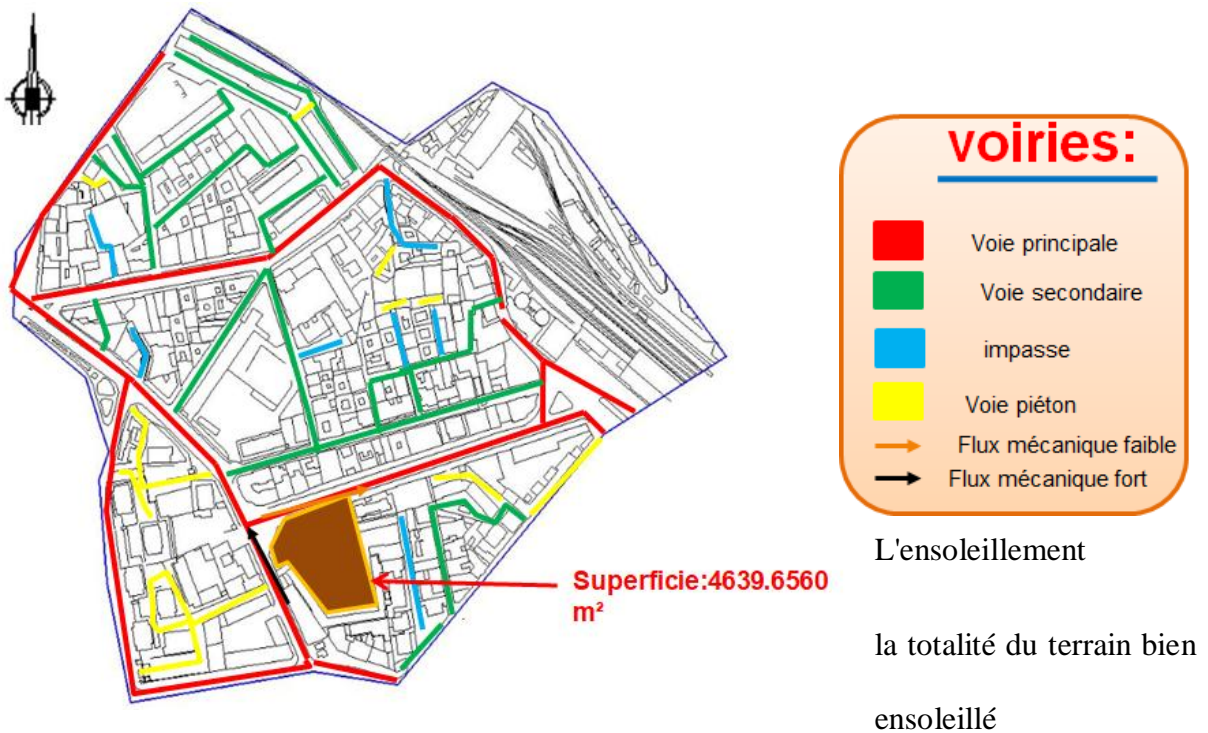 voiries:
Voie principale
Voie secondaire
impasse
Voie piéton
Flux mécanique faible
Flux mécanique fort
Superficie:4639.6560
m²
L'ensoleillement
la totalité du terrain bien
ensoleillé